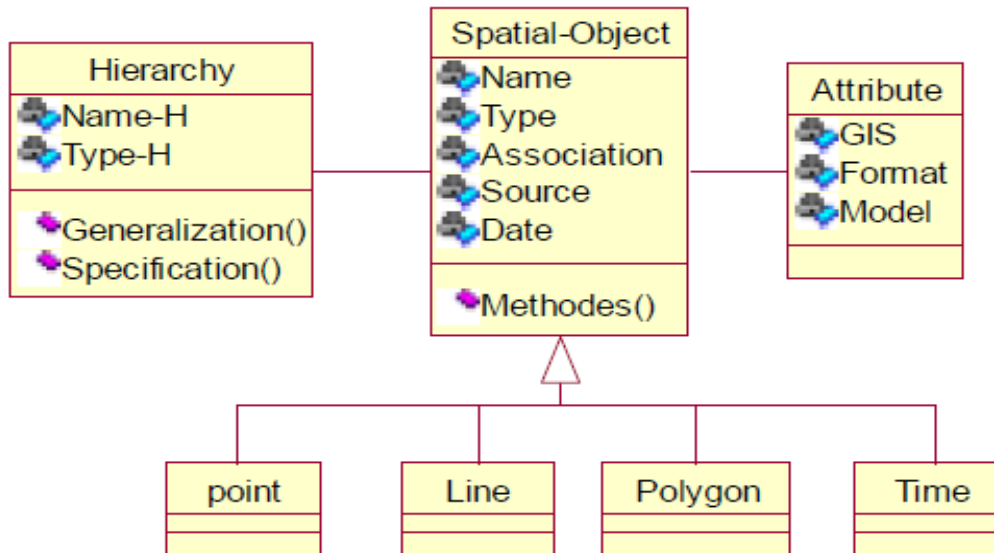 Hierarchy
Name-H
Type-H
Generalization()
Specification()
Spatial-Object
Name
Type
Association
Source
Date
Methodes()
Attribute
GIS
Format
Model
point
Line
Polygon
Time